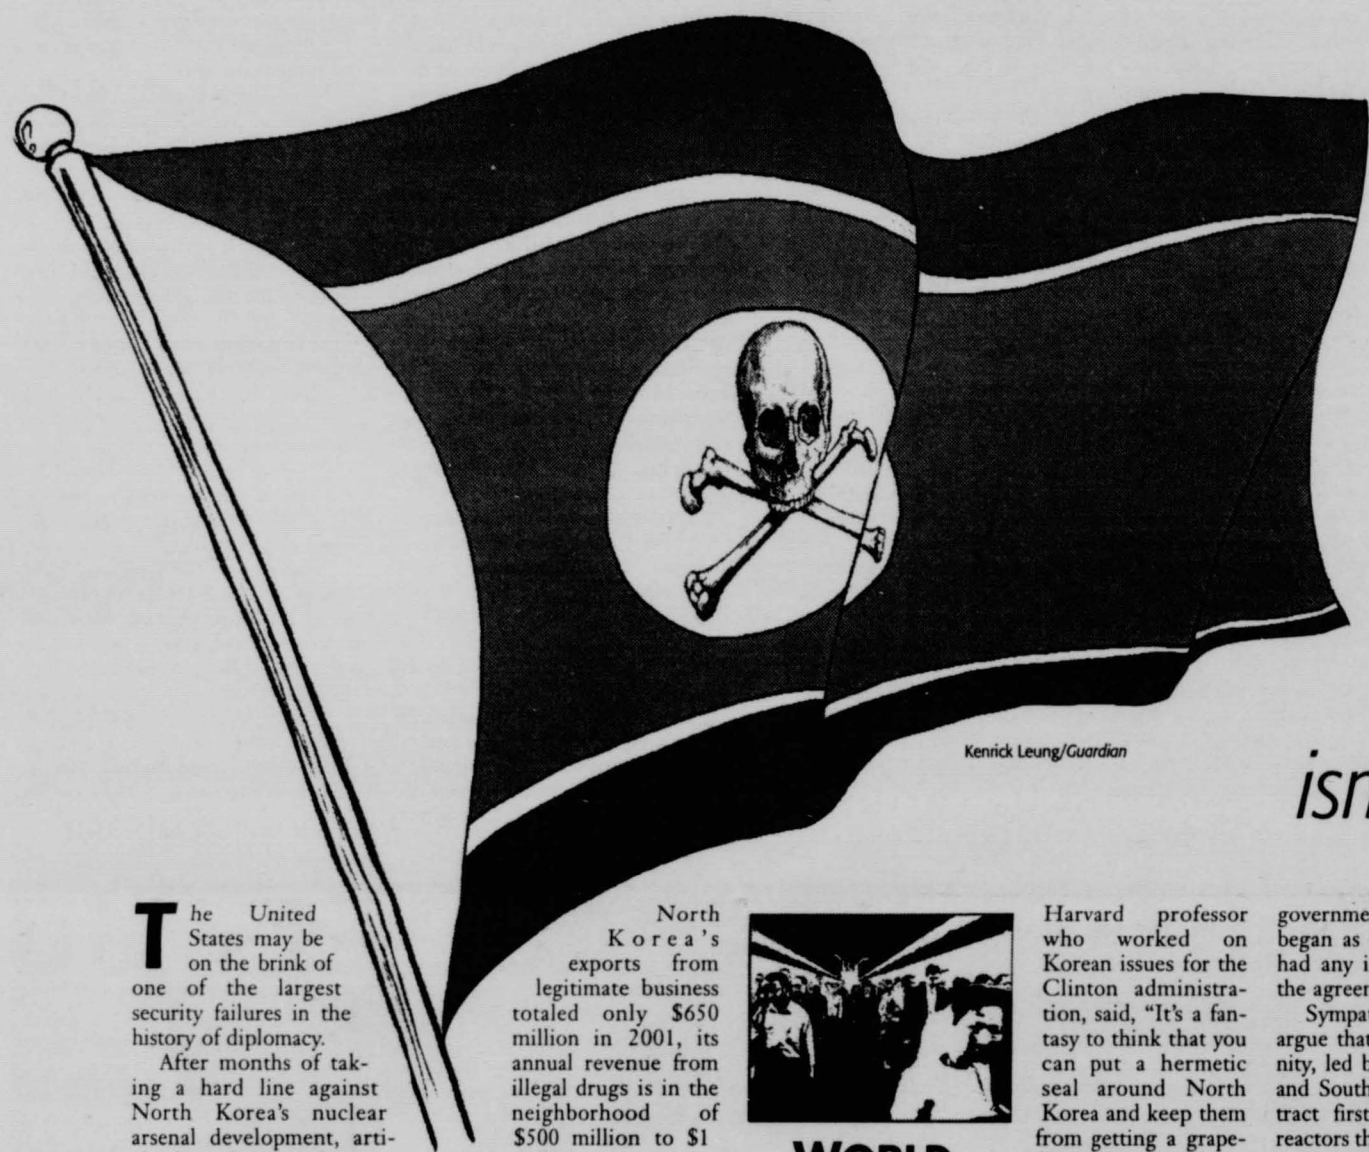 Kenrick Leung/Guardian
isn
The United
States may be
on the brink of
one of the largest
security failures in the
history of diplomacy.
After months of tak-
ing a hard line against
North Korea's nuclear
arsenal development, arti-
North
Korea's
exports from
legitimate business
totaled only $650
million in 2001, its
annual revenue from
illegal drugs is in the
neighborhood of
$500 million to $1
WORLD
Harvard professor
who worked on
Korean issues for the
Clinton administra-
tion, said, "It's a fan-
tasy to think that you
can put a hermetic
seal around North
Korea and keep them
from getting a grape-
governme
began as
had any i
the agreen
Sympat
argue that
nity, led b
and South
tract first
reactors th